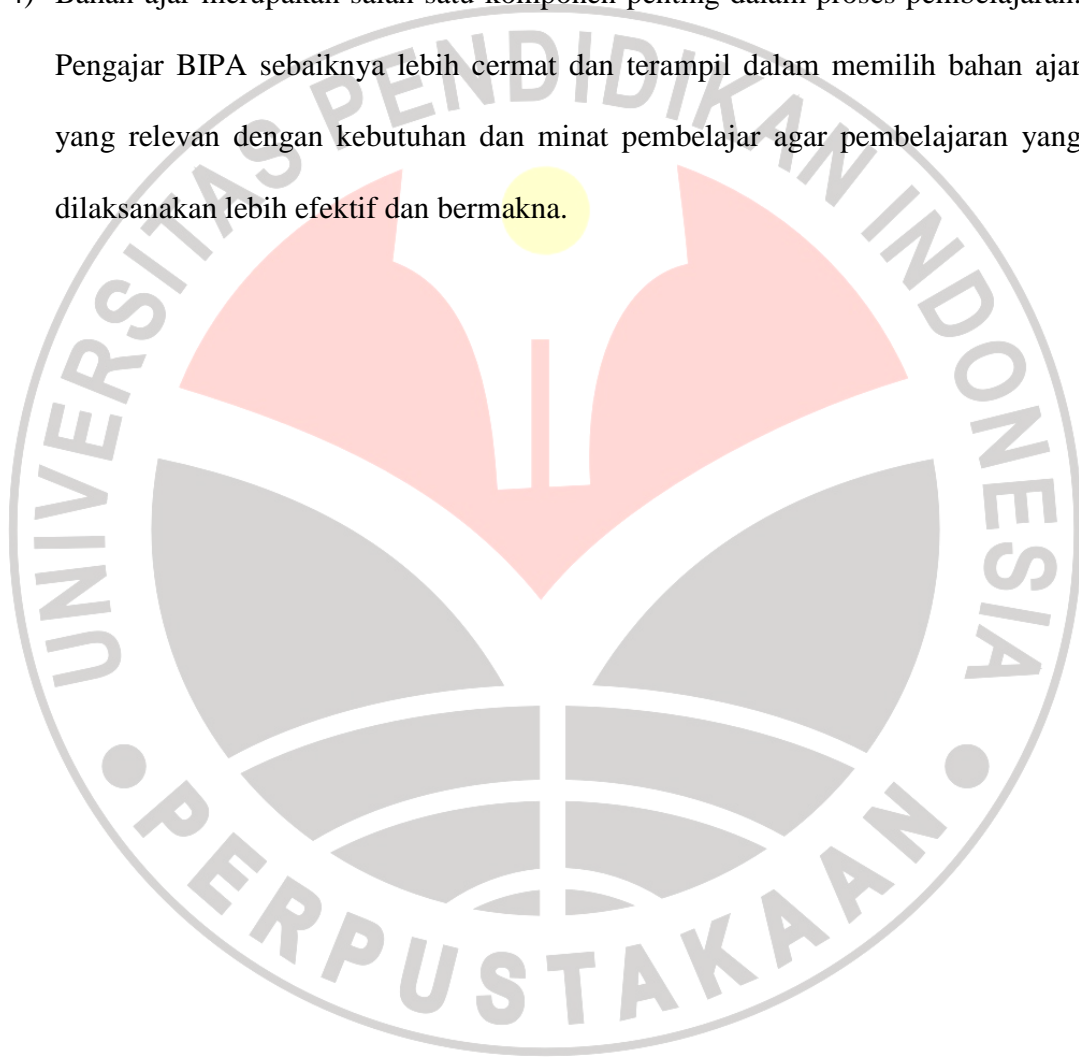 4) Bahan ajar merupakan salah satu komponen penting dalam proses pembelajaran.
Pengajar BIPA sebaiknya lebih cermat dan terampil dalam memilih bahan ajar
yang relevan dengan kebutuhan dan minat pembelajar agar pembelajaran yang
dilaksanakan lebih efektif dan bermakna.
UNIVERSITAS PENDIDIKAN INDONESIA
PERPUSTAKAAN